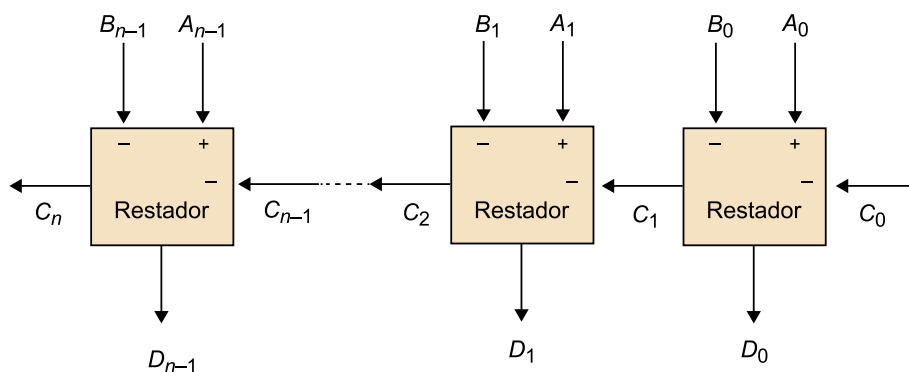 Bn–1 An–1 B1 A1 B0 A0
– + – + – +
– – –
Restador Restador Restador
Cn Cn–1 C2 C1 C0
Dn–1 D1 D0